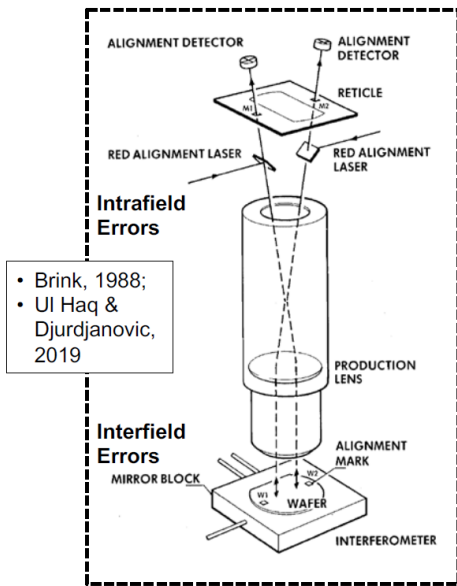 ALIGNMENT DETECTOR
ALIGNMENT
DETECTOR
RETICLE
M1
M2
RED ALIGNMENT LASER
RED ALIGNMENT
LASER
Intrafield
Errors
• Brink, 1988;
• Ul Haq &
Djurdjanovic,
2019
PRODUCTION
LENS
Interfield
Errors
ALIGNMENT
MARK
MIRROR BLOCK
W1
W2
WAFER
INTERFEROMETER